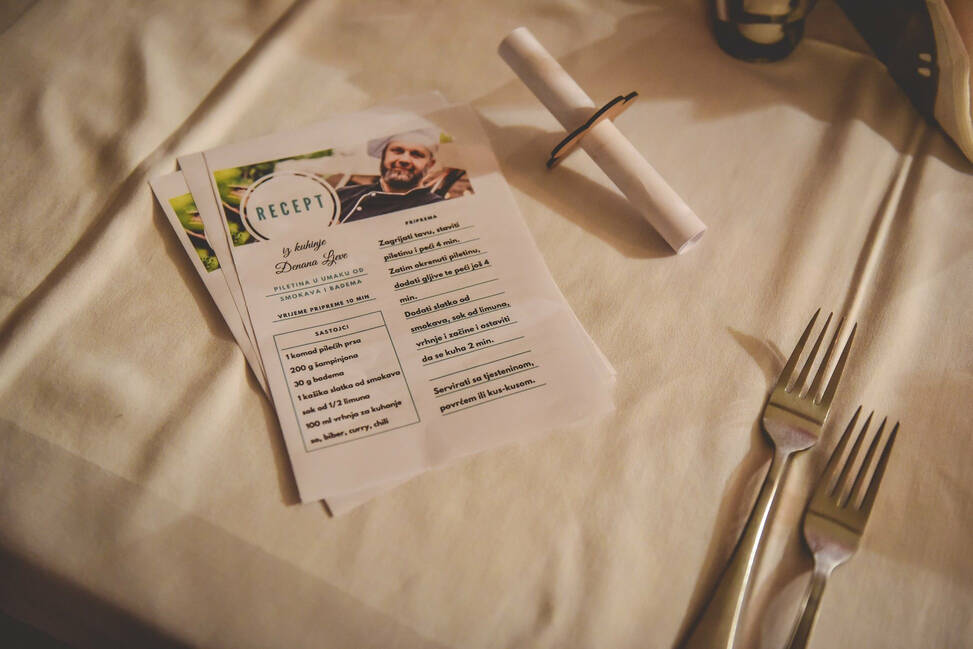 RECEPT
iz kuhinje
Đenana Ljeve
PILETINA U UMAKU OD
SMOKAVA I BADEMA
VRIJEME PRIPREME 10 MIN
SASTOJCI
1 komad pilećih prsa
200 g šampinjona
30 g badema
1 kašika slatka od smokava
sok od 1/2 limuna
100 ml vrhnja za kuhanje
so, biber, curry, chili
PRIPREMA
Zagrijati tavu, staviti
piletinu i peći 4 min.
Zatim okrenuti piletinu,
dodati gljive te peći još 4
min.
Dodati slatko od
smokava, sok od limuna,
vrhnje i začine i ostaviti
da se kuha 2 min.
Servirati sa tjesteninom,
povrćem ili kus-kusom.